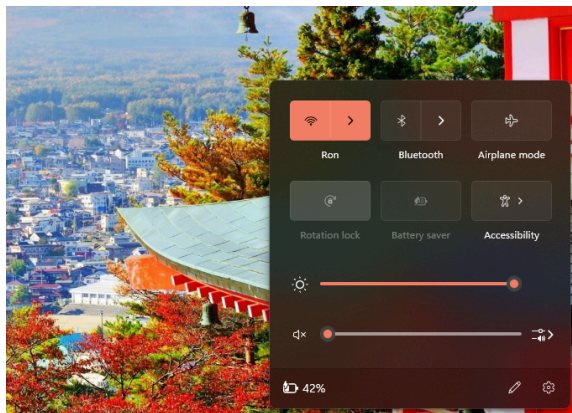 Ron
Bluetooth
Airplane mode
Rotation lock
Battery saver
Accessibility
42%